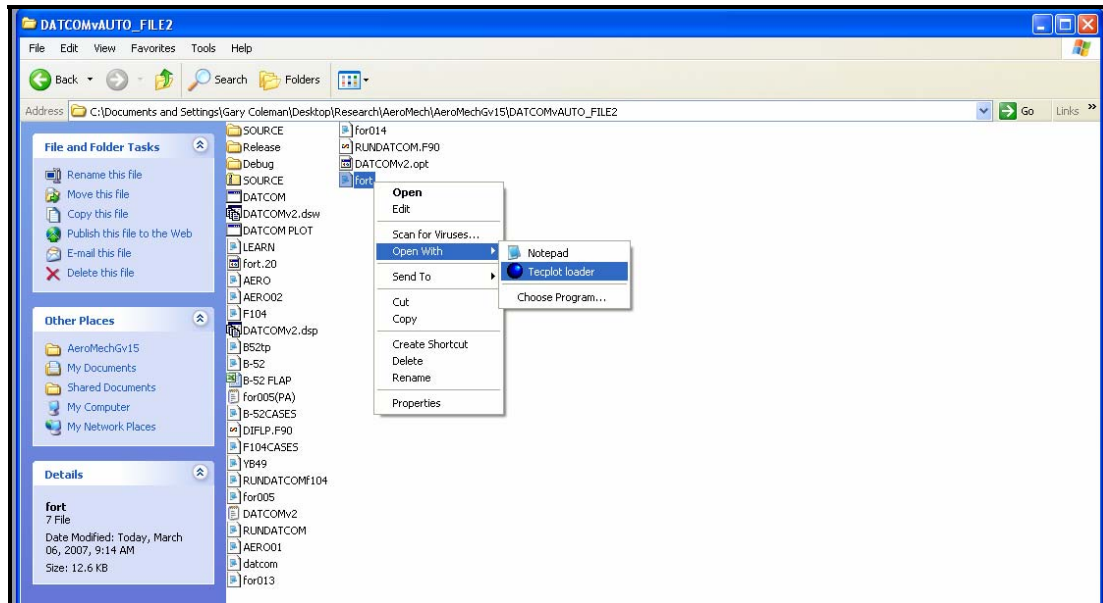 DATCOMvAUTO_FILE2
File Edit View Favorites Tools Help
Back Search Folders
Address C:\Documents and Settings\Gary Coleman\Desktop\Research\AeroMech\AeroMechGv15\DATCOMvAUTO_FILE2 Go Links »
File and Folder Tasks
Rename this file
Move this file
Copy this file
Publish this file to the Web
E-mail this file
Delete this file
Other Places
AeroMechGv15
My Documents
Shared Documents
My Computer
My Network Places
Details
fort
7 File
Date Modified: Today, March
06, 2007, 9:14 AM
Size: 12.6 KB
SOURCE
Release
Debug
SOURCE
DATCOM
DATCOMv2.dsw
DATCOM PLOT
LEARN
fort.20
AERO
AERO02
F104
DATCOMv2.dsp
B52tp
B-52
B-52 FLAP
for005(PA)
B-52CASES
DIFLP.F90
F104CASES
YB49
RUNDATCOMf104
for005
DATCOMv2
RUNDATCOM
AERO01
datcom
for013
for014
RUNDATCOM.F90
DATCOMv2.opt
fort
Open
Edit
Scan for Viruses...
Open With
Send To
Cut
Copy
Create Shortcut
Delete
Rename
Properties
Notepad
Tecplot loader
Choose Program...